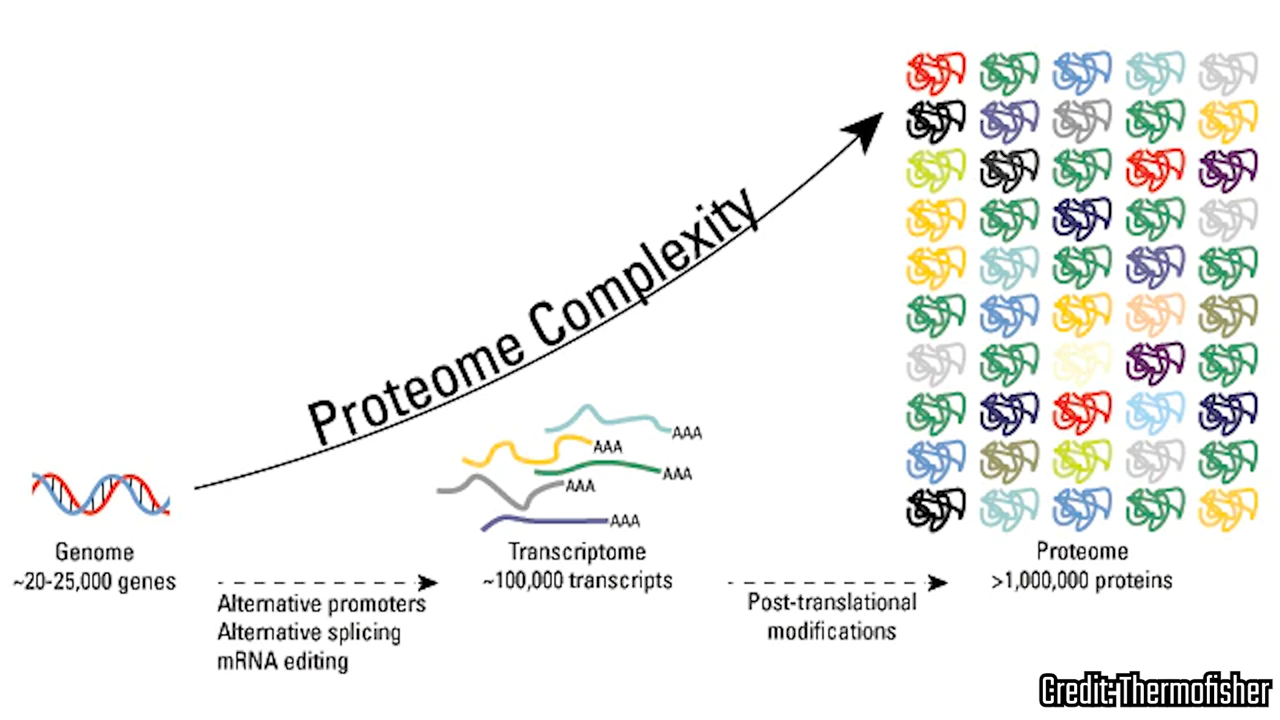 Proteome Complexity
AAA
AAA
AAA
AAA
AAA
Genome
~20-25,000 genes
Alternative promoters
Alternative splicing
mRNA editing
Transcriptome
~100,000 transcripts
Post-translational
modifications
Proteome
>1,000,000 proteins
Credit:Thermofisher